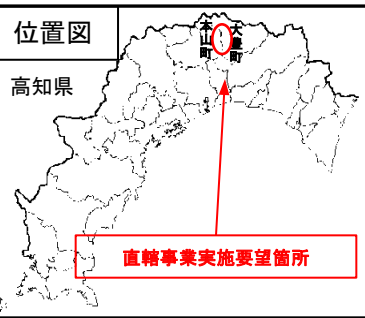 位置図
高知県
本山町
大豊町
直轄事業実施要望箇所